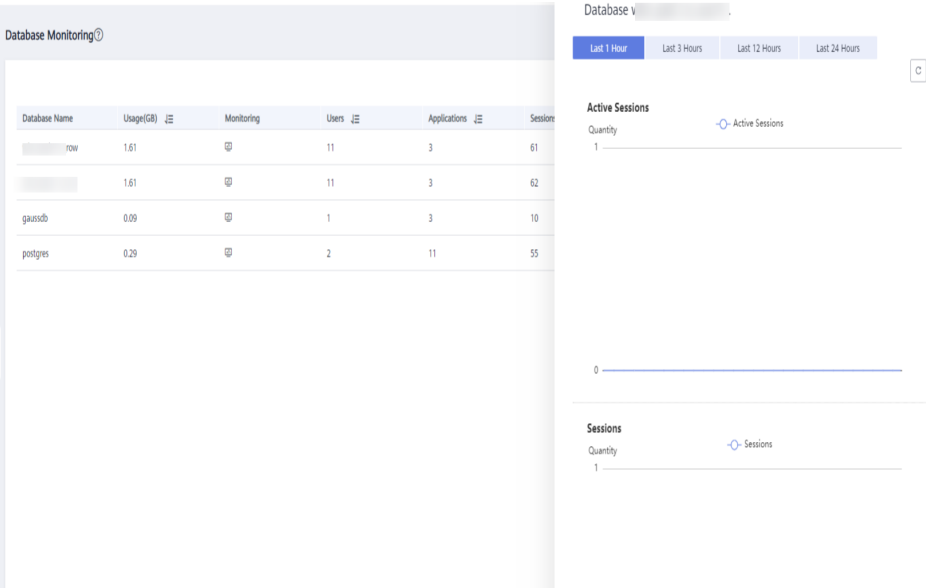 Database Monitoring?
Database Name Usage(GB) Monitoring Users Applications Sessions
row 1.61 11 3 61
1.61 11 3 62
gaussdb 0.09 1 3 10
postgres 0.29 2 11 55
Database
Last 1 Hour Last 3 Hours Last 12 Hours Last 24 Hours
Active Sessions
Quantity
Active Sessions
1
0
Sessions
Quantity
Sessions
1